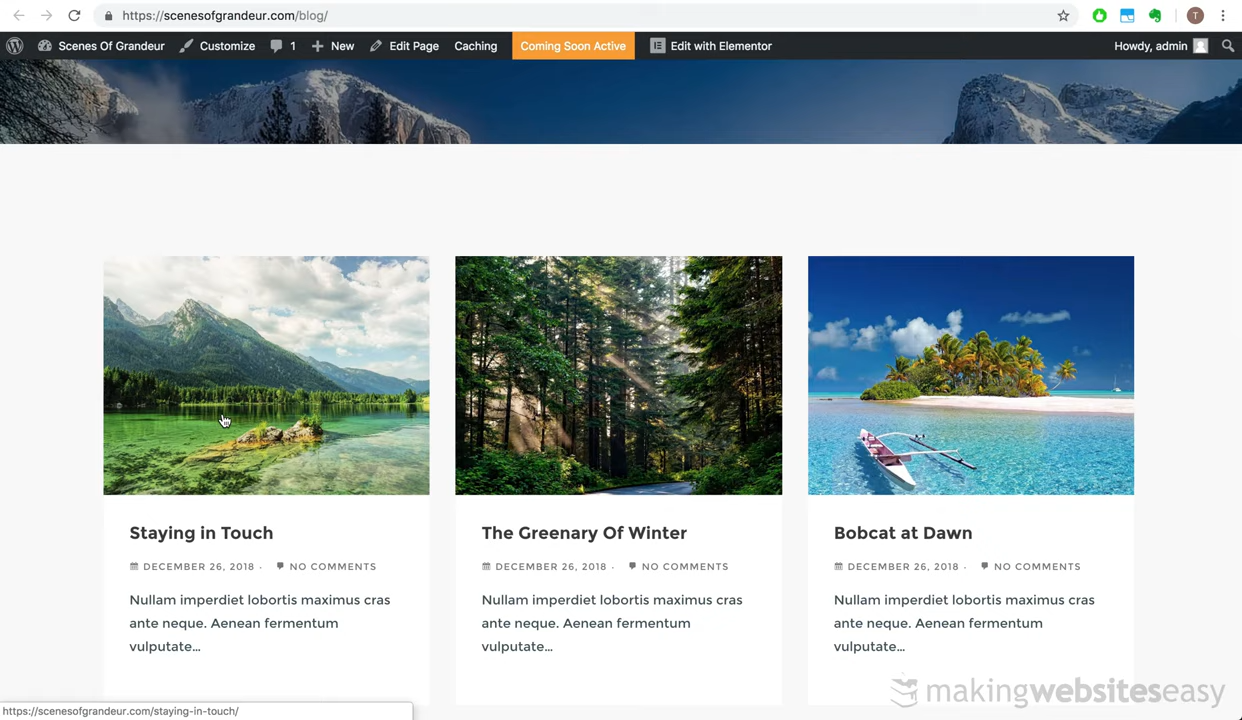 https://scenesofgrandeur.com/blog/
T
Scenes Of Grandeur Customize 1 New Edit Page Caching Coming Soon Active Edit with Elementor Howdy, admin
Staying in Touch
DECEMBER 26, 2018 · NO COMMENTS
Nullam imperdiet lobortis maximus cras
ante neque. Aenean fermentum
vulputate...
The Greenary Of Winter
DECEMBER 26, 2018 · NO COMMENTS
Nullam imperdiet lobortis maximus cras
ante neque. Aenean fermentum
vulputate...
Bobcat at Dawn
DECEMBER 26, 2018 · NO COMMENTS
Nullam imperdiet lobortis maximus cras
ante neque. Aenean fermentum
vulputate...
https://scenesofgrandeur.com/staying-in-touch/
makingwebsiteseasy